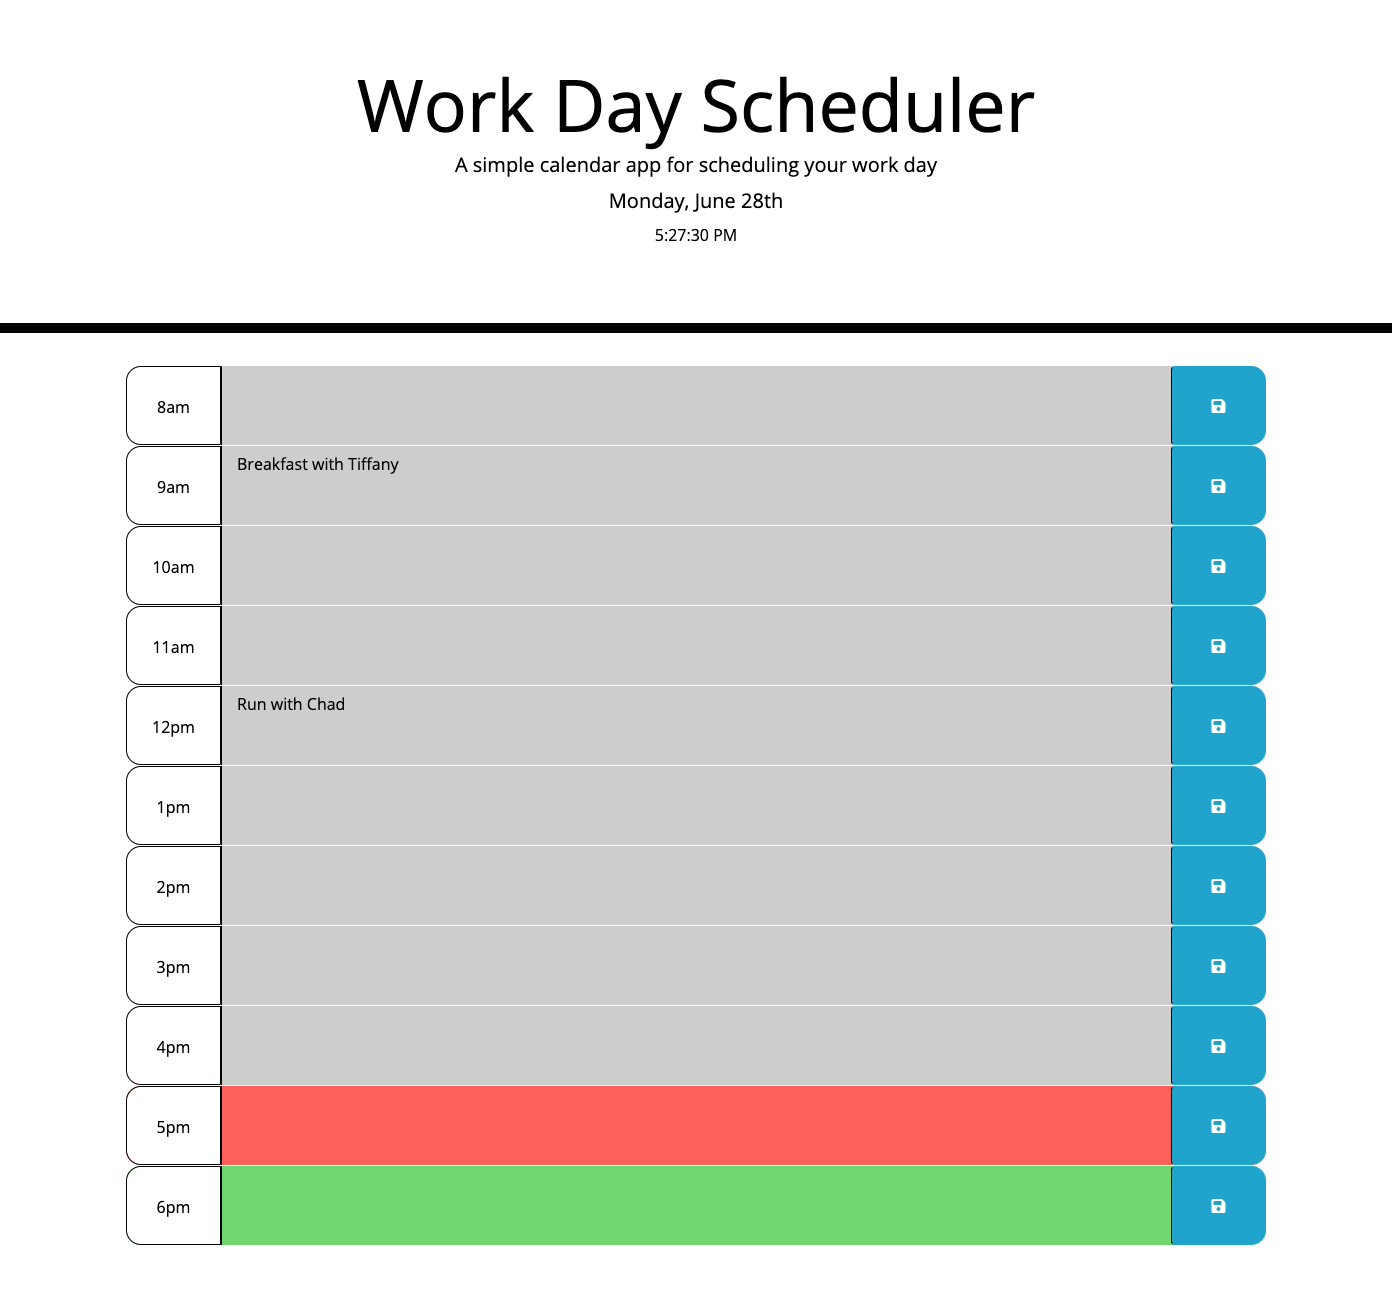 Work Day Scheduler
A simple calendar app for scheduling your work day
Monday, June 28th
5:27:30 PM
8am
9am
Breakfast with Tiffany
10am
11am
12pm
Run with Chad
1pm
2pm
3pm
4pm
5pm
6pm